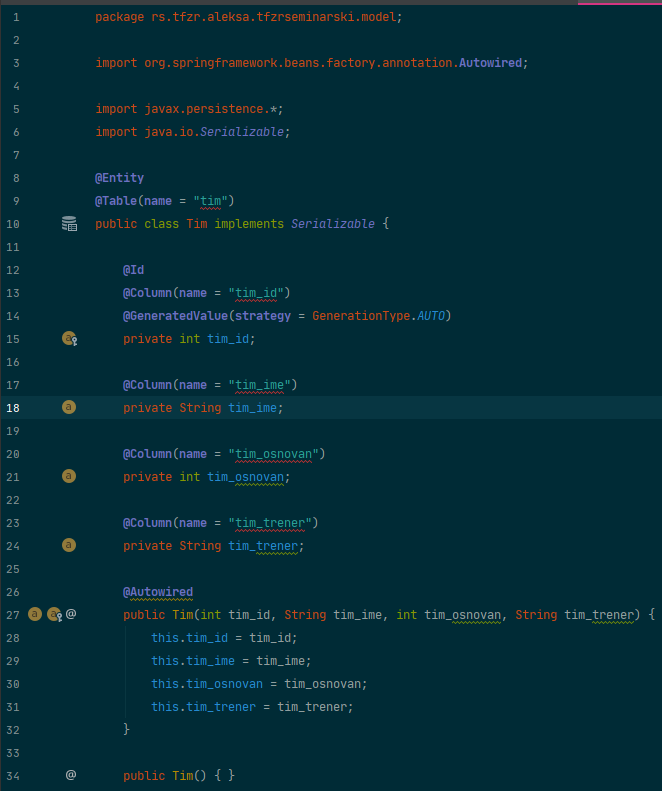 1 package rs.tfzr.aleksa.tfzrseminarski.model;
2
3 import org.springframework.beans.factory.annotation.Autowired;
4
5 import javax.persistence.*;
6 import java.io.Serializable;
7
8 @Entity
9 @Table(name = "tim")
10 public class Tim implements Serializable {
11
12 @Id
13 @Column(name = "tim_id")
14 @GeneratedValue(strategy = GenerationType.AUTO)
15 a private int tim_id;
16
17 @Column(name = "tim_ime")
18 a private String tim_ime;
19
20 @Column(name = "tim_osnovan")
21 a private int tim_osnovan;
22
23 @Column(name = "tim_trener")
24 a private String tim_trener;
25
26 @Autowired
27 a a @ public Tim(int tim_id, String tim_ime, int tim_osnovan, String tim_trener) {
28 this.tim_id = tim_id;
29 this.tim_ime = tim_ime;
30 this.tim_osnovan = tim_osnovan;
31 this.tim_trener = tim_trener;
32 }
33
34 @ public Tim() { }